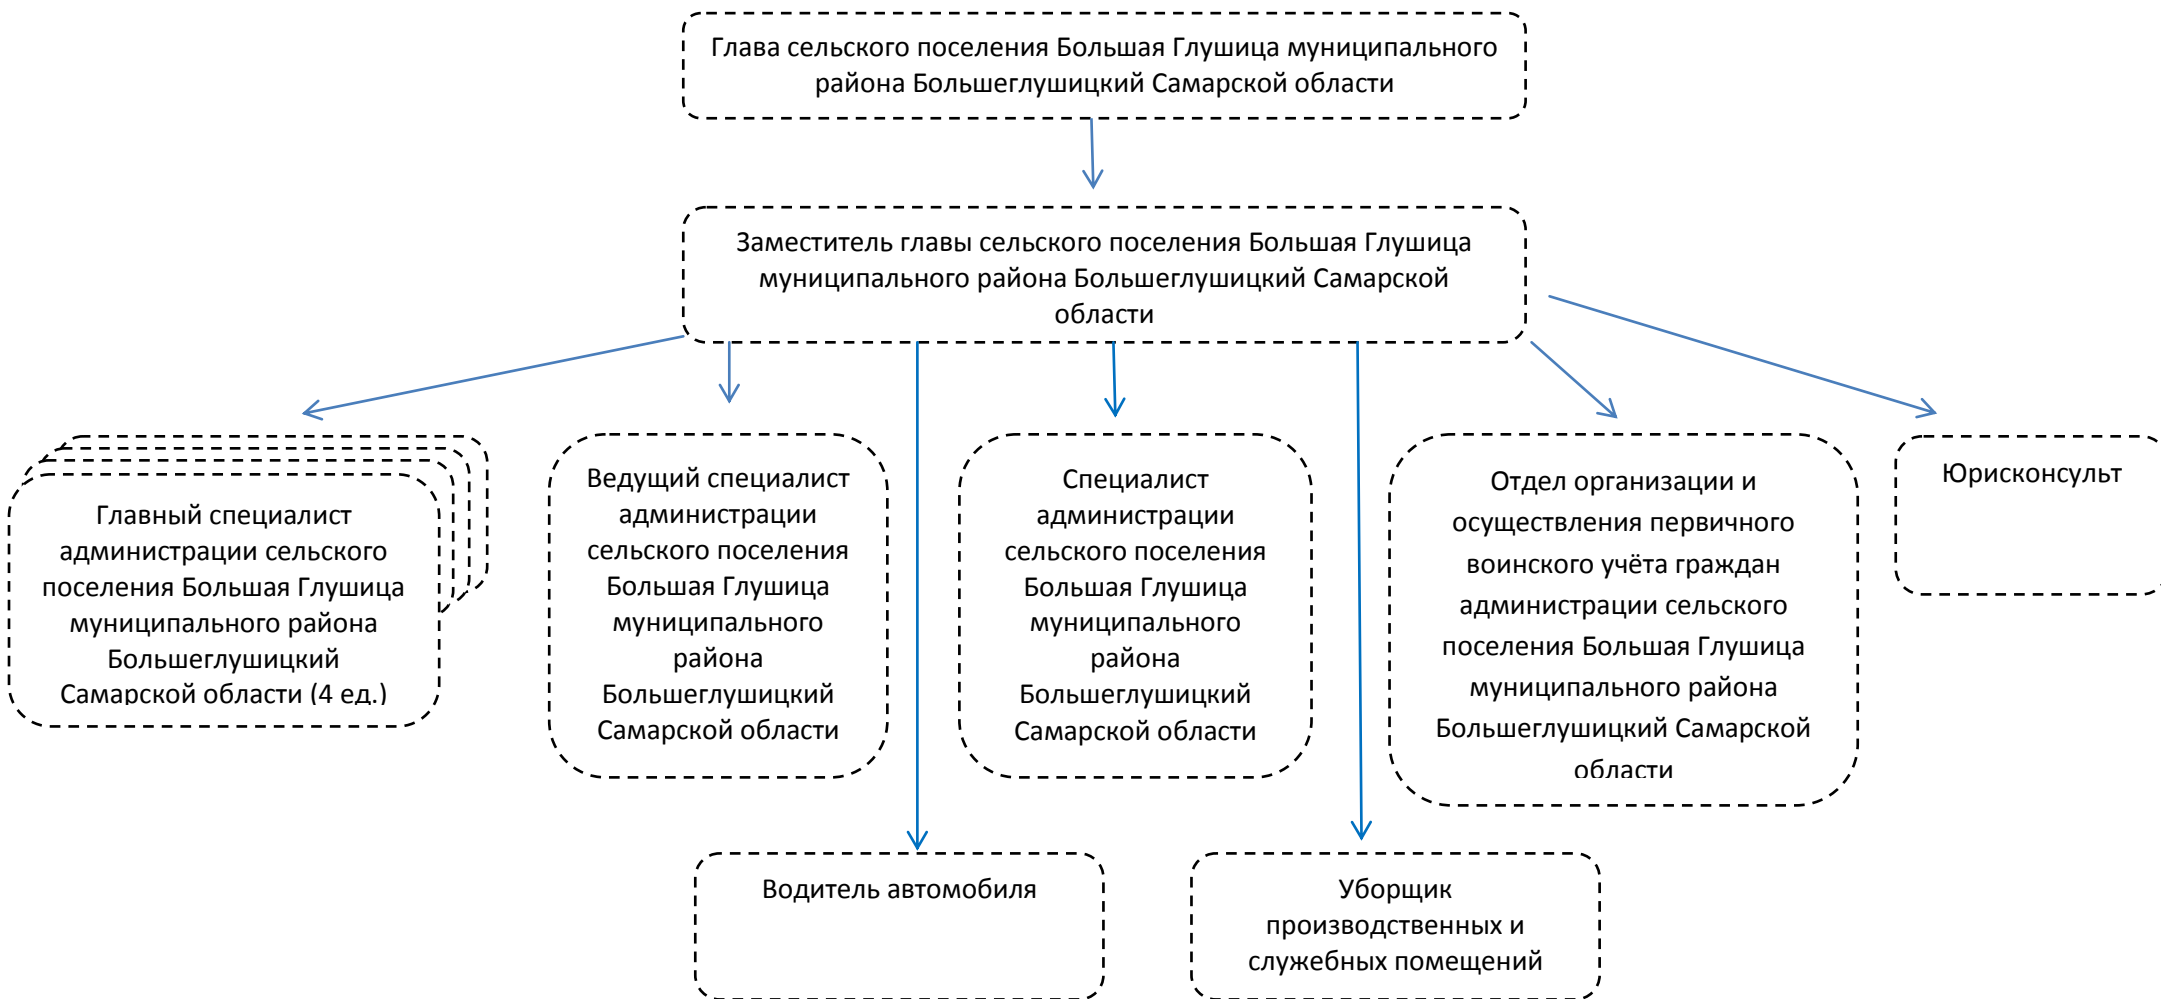 Глава сельского поселения Большая Глушица муниципального
района Большеглушицкий Самарской области
Заместитель главы сельского поселения Большая Глушица
муниципального района Большеглушицкий Самарской
области
Главный специалист
администрации сельского
поселения Большая Глушица
муниципального района
Большеглушицкий
Самарской области (4 ед.)
Ведущий специалист
администрации
сельского поселения
Большая Глушица
муниципального
района
Большеглушицкий
Самарской области
Специалист
администрации
сельского поселения
Большая Глушица
муниципального
района
Большеглушицкий
Самарской области
Отдел организации и
осуществления первичного
воинского учёта граждан
администрации сельского
поселения Большая Глушица
муниципального района
Большеглушицкий Самарской
области
Юрисконсульт
Водитель автомобиля
Уборщик
производственных и
служебных помещений